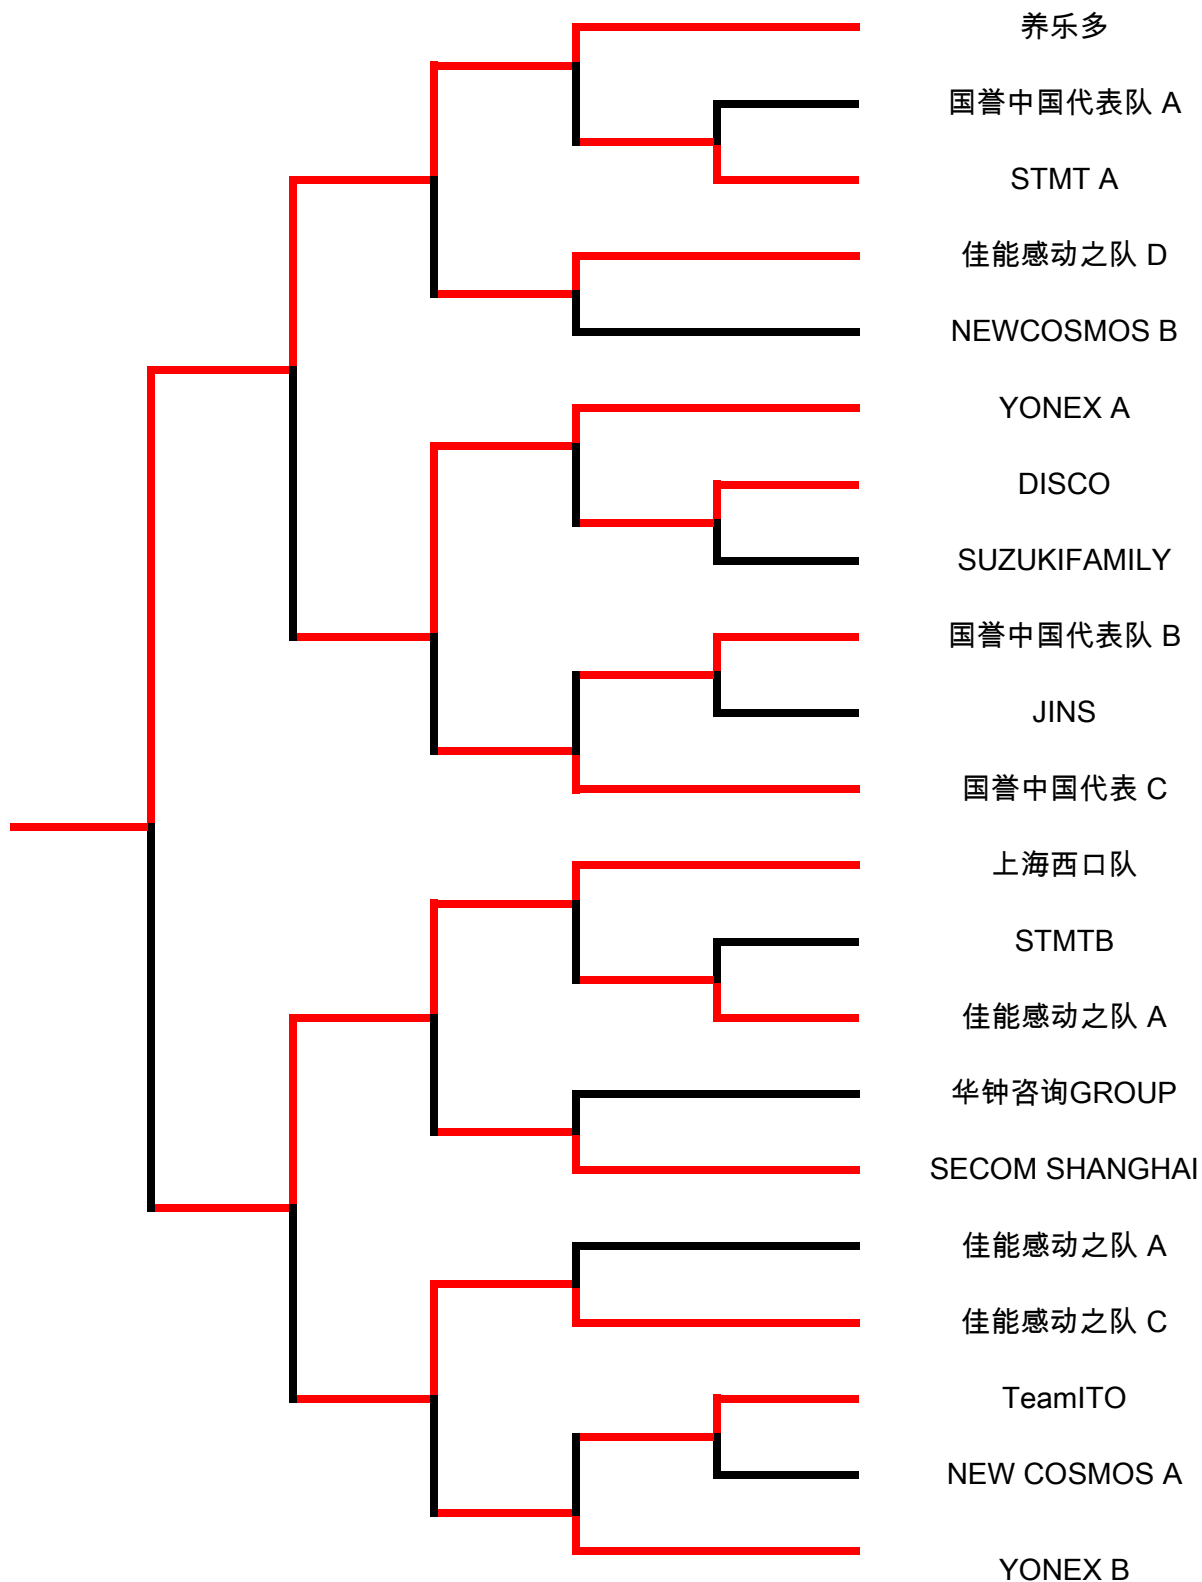 养乐多
国誉中国代表队 A
STMT A
佳能感动之队 D
NEWCOSMOS B
YONEX A
DISCO
SUZUKIFAMILY
国誉中国代表队 B
JINS
国誉中国代表 C
上海西口队
STMTB
佳能感动之队 A
华钟咨询GROUP
SECOM SHANGHAI
佳能感动之队 A
佳能感动之队 C
TeamITO
NEW COSMOS A
YONEX B